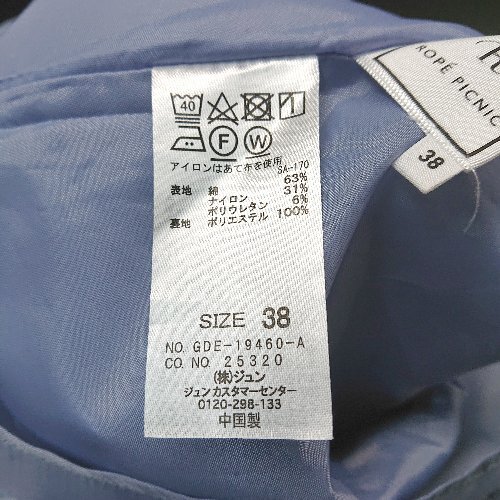 40
F W
アイロンはあて布を使用
SA-170
表地 綿 63%
ナイロン 31%
ポリウレタン 6%
裏地 ポリエステル 100%
SIZE 38
NO. GDE-19460-A
CO. NO. 25320
(株)ジュン
ジュンカスタマーセンター
0120-298-133
中国製
ROPÉ PICNIC
38